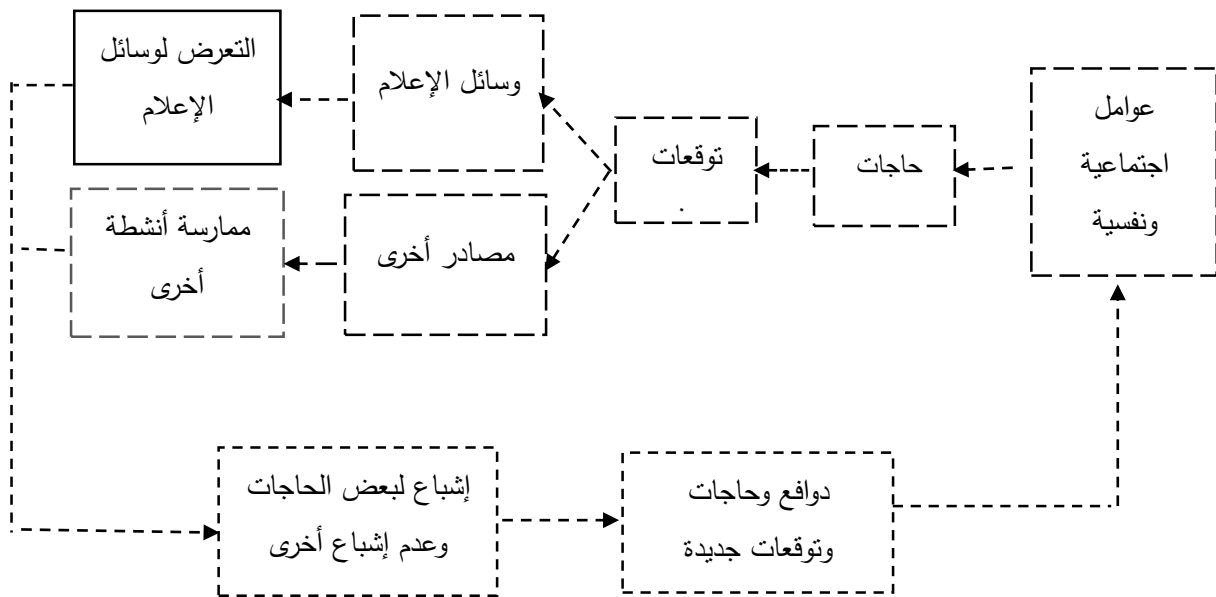 عوامل
اجتماعية
ونفسية
حاجات
توقعات
.
وسائل الإعلام
التعرض لوسائل
الإعلام
مصادر أخرى
ممارسة أنشطة
أخرى
إشباع لبعض الحاجات
وعدم إشباع أخرى
دوافع وحاجات
وتوقعات جديدة